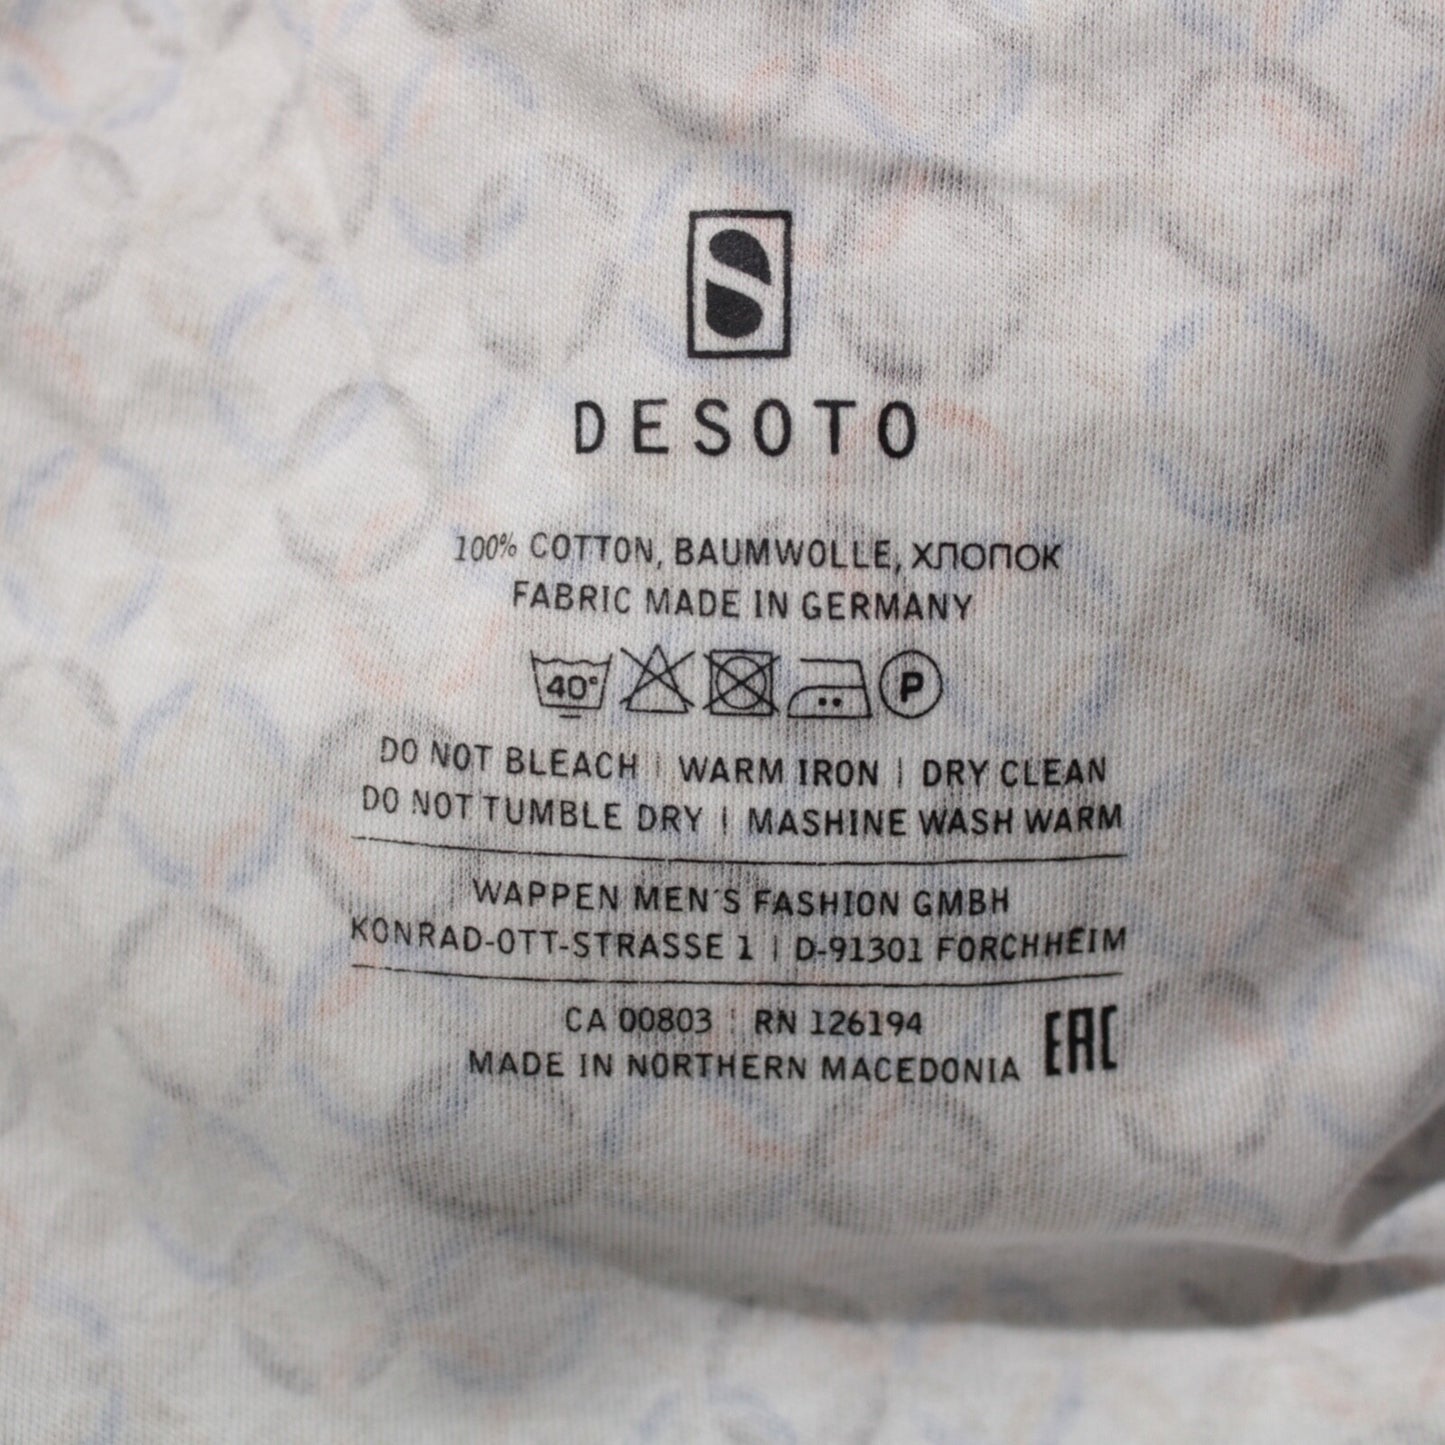 DESOTO
100% COTTON, BAUMWOLLE, ХЛОПОК
FABRIC MADE IN GERMANY
40° P
DO NOT BLEACH | WARM IRON | DRY CLEAN
DO NOT TUMBLE DRY | MASHINE WASH WARM
WAPPEN MEN´S FASHION GMBH
KONRAD-OTT-STRASSE 1 | D-91301 FORCHHEIM
CA 00803 | RN 126194
MADE IN NORTHERN MACEDONIA EAC